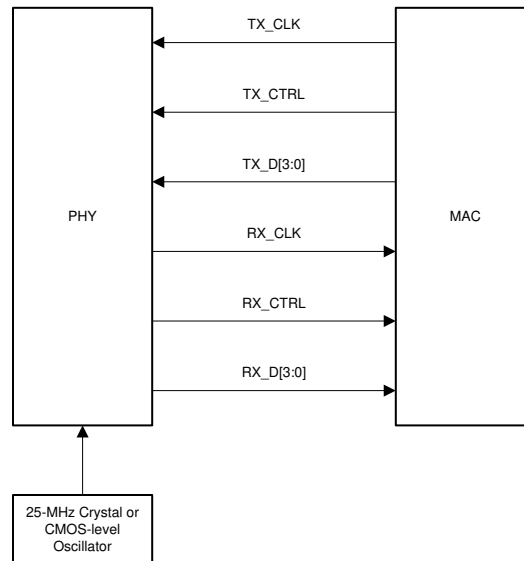 TX_CLK
TX_CTRL
TX_D[3:0]
PHY
MAC
RX_CLK
RX_CTRL
RX_D[3:0]
25-MHz Crystal or
CMOS-level
Oscillator